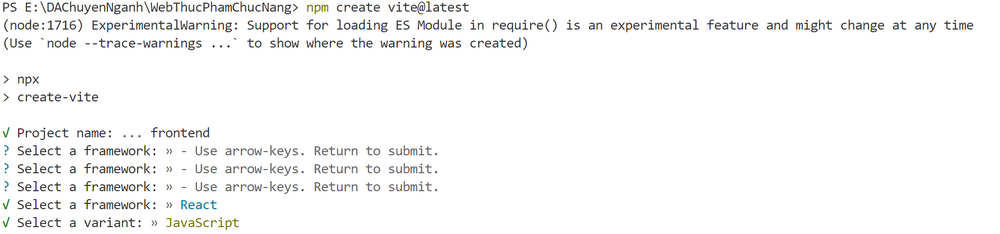 PS E:\DAChuyenNganh\WebThucPhamChucNang> npm create vite@latest
(node:1716) ExperimentalWarning: Support for loading ES Module in require() is an experimental feature and might change at any time
(Use `node --trace-warnings ...` to show where the warning was created)
> npx
> create-vite
√ Project name: ... frontend
? Select a framework: » - Use arrow-keys. Return to submit.
? Select a framework: » - Use arrow-keys. Return to submit.
? Select a framework: » - Use arrow-keys. Return to submit.
√ Select a framework: » React
√ Select a variant: » JavaScript